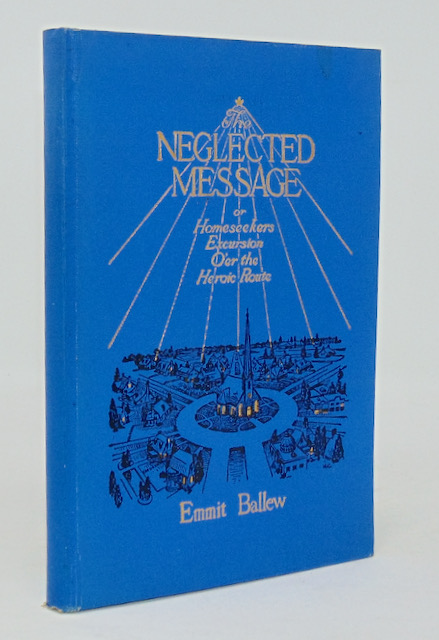 The
NEGLECTED
MESSAGE
or
Homeseekers
Excursion
O'er the
Heroic Route
Emmit Ballew